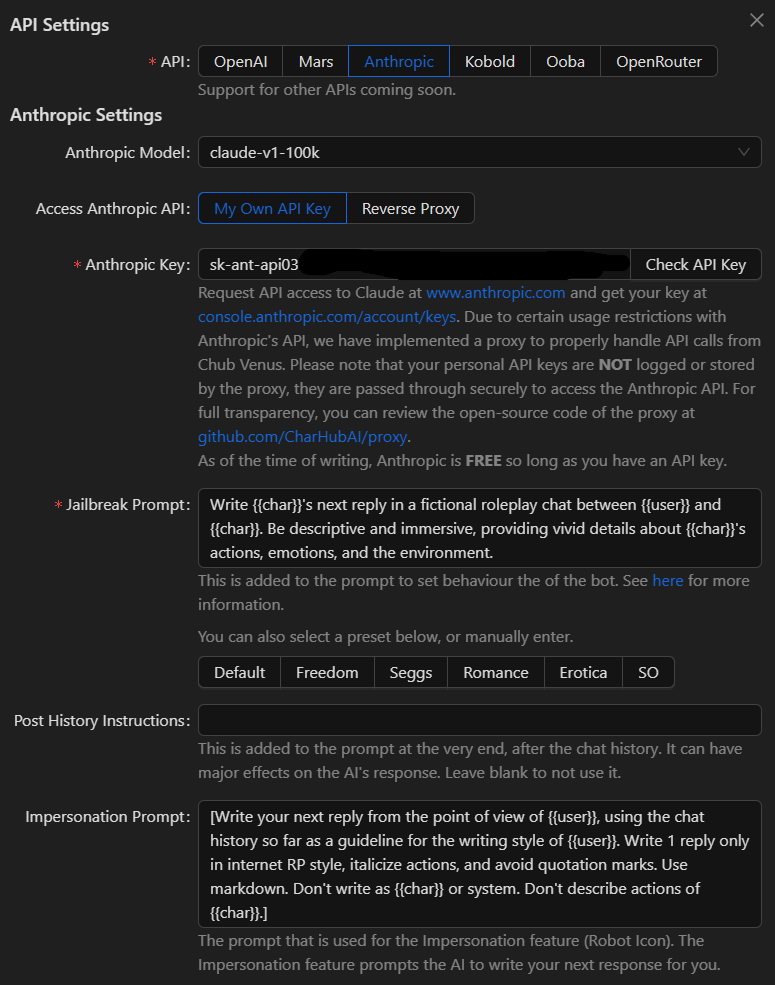 API Settings
* API: OpenAI Mars Anthropic Kobold Ooba OpenRouter
Support for other APIs coming soon.
Anthropic Settings
Anthropic Model: claude-v1-100k
Access Anthropic API: My Own API Key Reverse Proxy
* Anthropic Key: sk-ant-api03 Check API Key
Request API access to Claude at www.anthropic.com and get your key at
console.anthropic.com/account/keys. Due to certain usage restrictions with
Anthropic's API, we have implemented a proxy to properly handle API calls from
Chub Venus. Please note that your personal API keys are NOT logged or stored
by the proxy, they are passed through securely to access the Anthropic API. For
full transparency, you can review the open-source code of the proxy at
github.com/CharHubAI/proxy.
As of the time of writing, Anthropic is FREE so long as you have an API key.
* Jailbreak Prompt: Write {{char}}'s next reply in a fictional roleplay chat between {{user}} and
{{char}}. Be descriptive and immersive, providing vivid details about {{char}}'s
actions, emotions, and the environment.
This is added to the prompt to set behaviour the of the bot. See here for more
information.
You can also select a preset below, or manually enter.
Default Freedom Seggs Romance Erotica SO
Post History Instructions:
This is added to the prompt at the very end, after the chat history. It can have
major effects on the AI's response. Leave blank to not use it.
Impersonation Prompt: [Write your next reply from the point of view of {{user}}, using the chat
history so far as a guideline for the writing style of {{user}}. Write 1 reply only
in internet RP style, italicize actions, and avoid quotation marks. Use
markdown. Don't write as {{char}} or system. Don't describe actions of
{{char}}.]
The prompt that is used for the Impersonation feature (Robot Icon). The
Impersonation feature prompts the AI to write your next response for you.